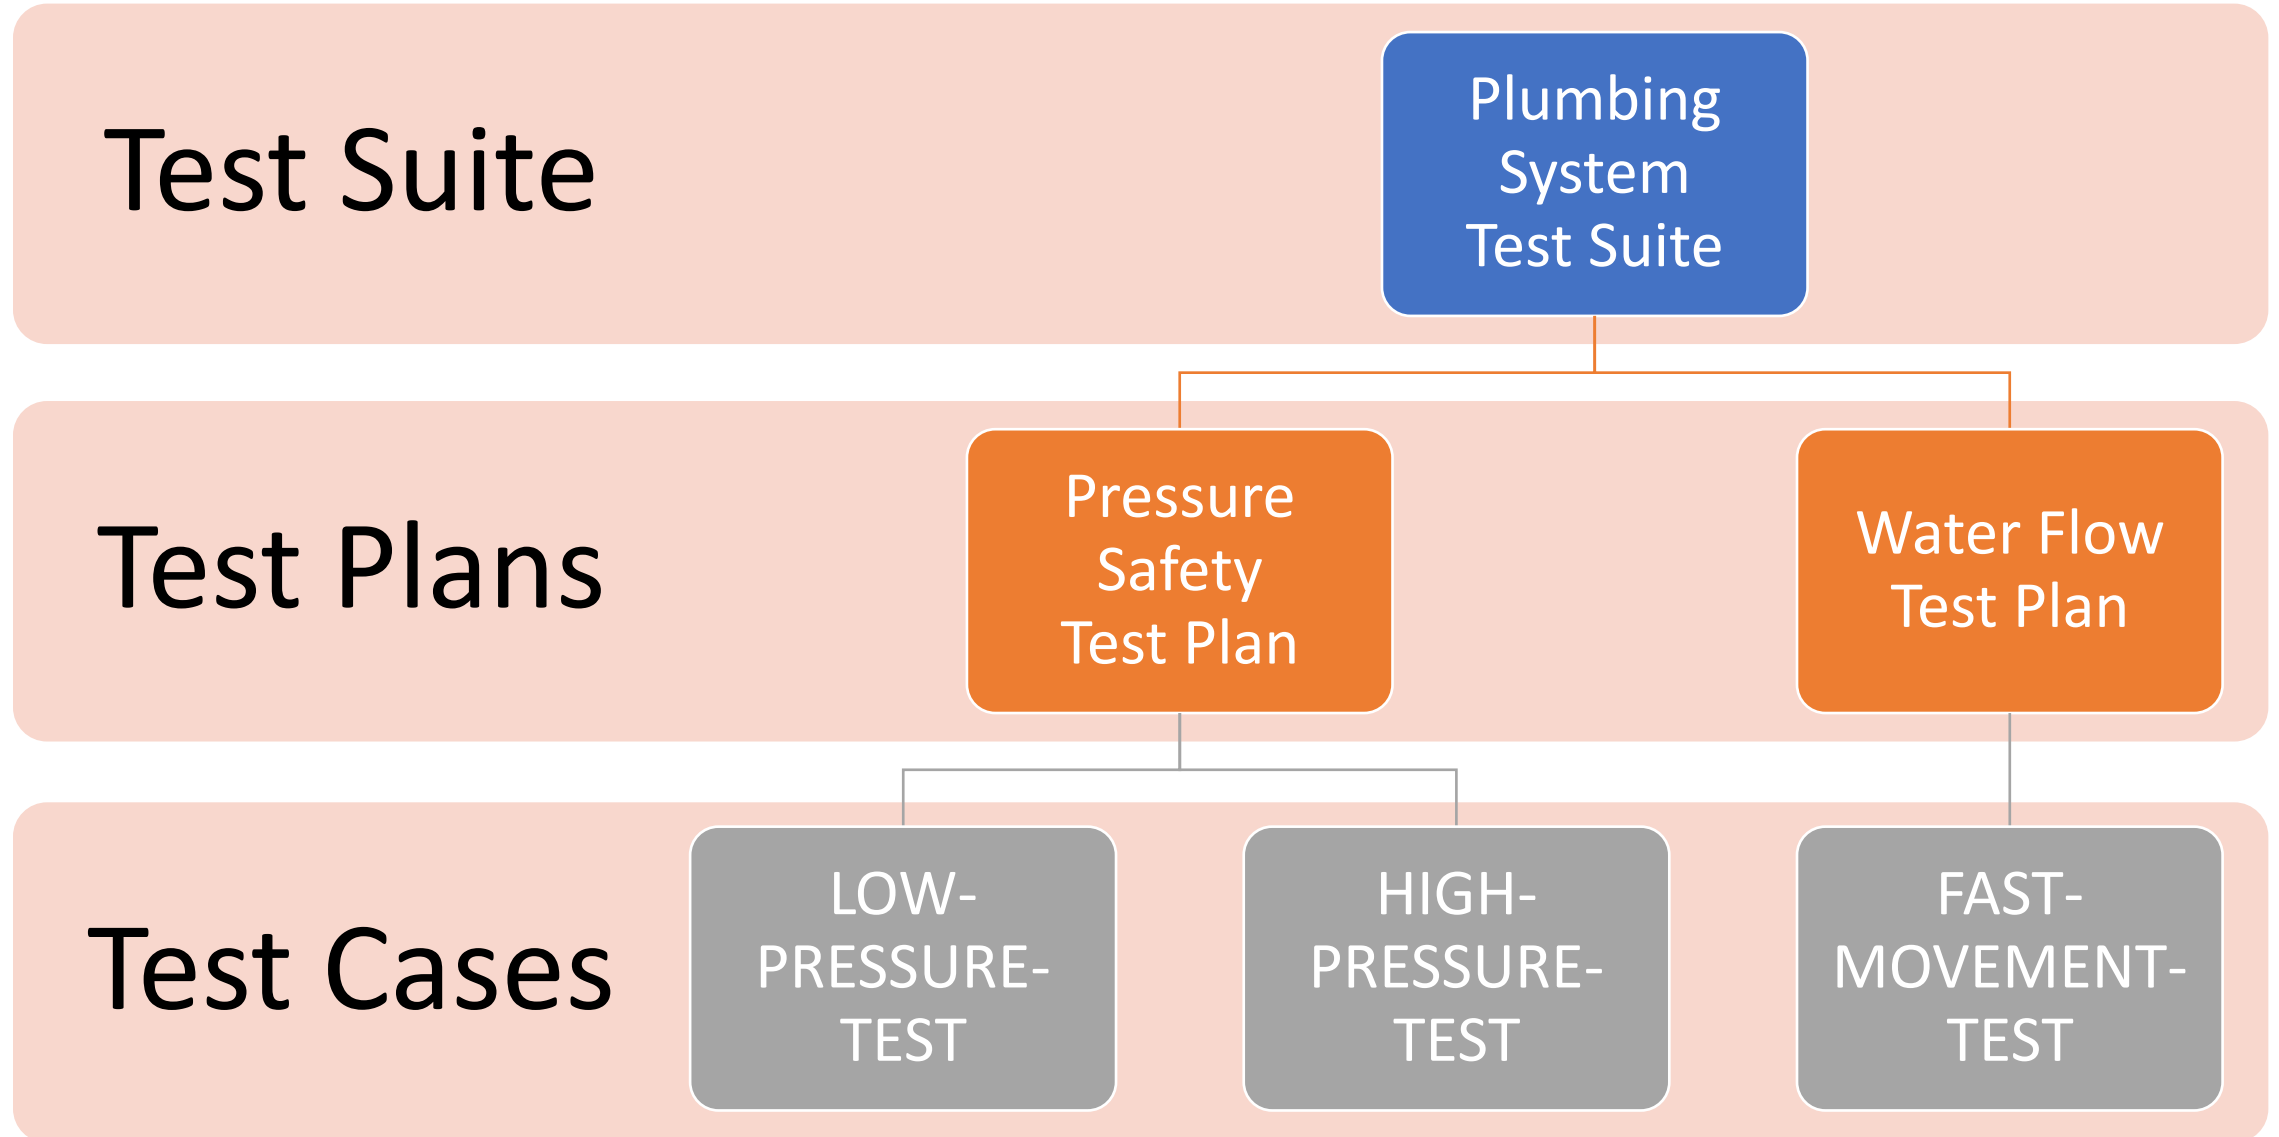 Test Suite
Plumbing
System
Test Suite
Test Plans
Pressure
Safety
Test Plan
Water Flow
Test Plan
Test Cases
LOW-
PRESSURE-
TEST
HIGH-
PRESSURE-
TEST
FAST-
MOVEMENT-
TEST